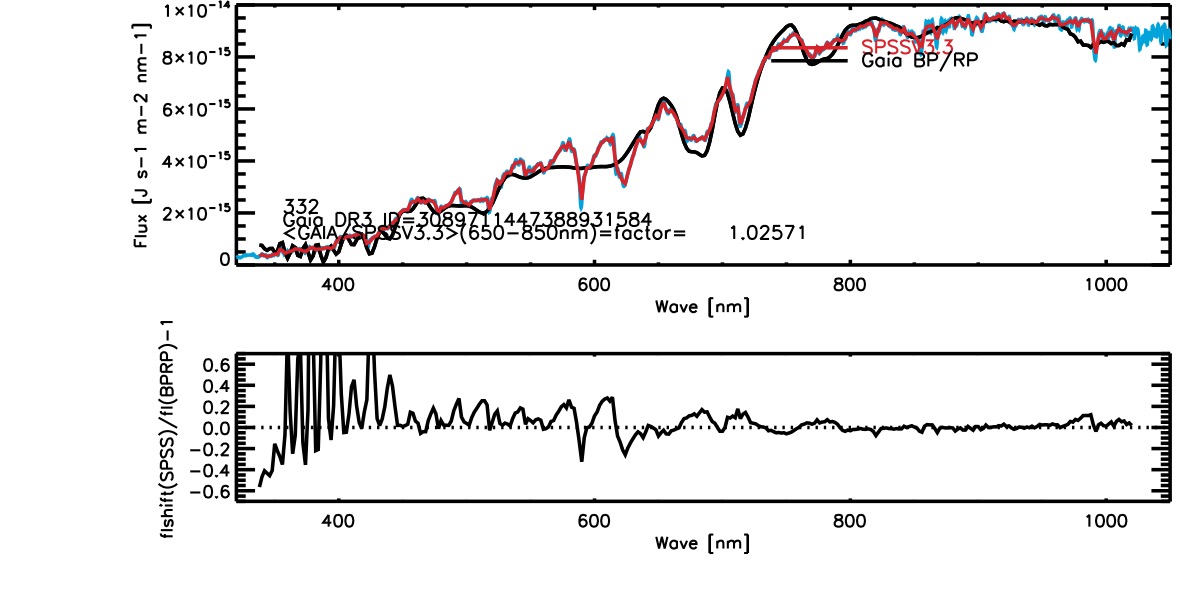 1×10−14
8×10−15
6×10−15
4×10−15
2×10−15
0
Flux [J s−1 m−2 nm−1]
SPSSV3.3
Gaia BP/RP
332
Gaia DR3 ID=3089711447388931584
<GAIA/SPSSV3.3>(650−850nm)=factor= 1.02571
400 600 800 1000
Wave [nm]
flshift(SPSS)/fl(BPRP)−1
0.6
0.4
0.2
0.0
−0.2
−0.4
−0.6
400 600 800 1000
Wave [nm]